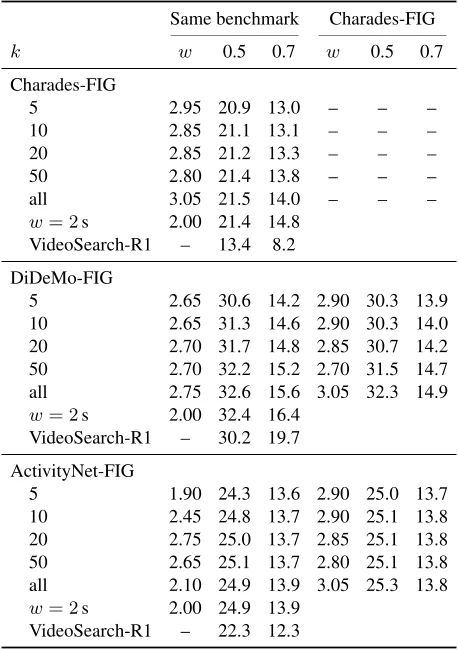 Same benchmark Charades-FIG
k w 0.5 0.7 w 0.5 0.7
Charades-FIG
5 2.95 20.9 13.0 – – –
10 2.85 21.1 13.1 – – –
20 2.85 21.2 13.3 – – –
50 2.80 21.4 13.8 – – –
all 3.05 21.5 14.0 – – –
w = 2 s 2.00 21.4 14.8
VideoSearch-R1 – 13.4 8.2
DiDeMo-FIG
5 2.65 30.6 14.2 2.90 30.3 13.9
10 2.65 31.3 14.6 2.90 30.3 14.0
20 2.70 31.7 14.8 2.85 30.7 14.2
50 2.70 32.2 15.2 2.70 31.5 14.7
all 2.75 32.6 15.6 3.05 32.3 14.9
w = 2 s 2.00 32.4 16.4
VideoSearch-R1 – 30.2 19.7
ActivityNet-FIG
5 1.90 24.3 13.6 2.90 25.0 13.7
10 2.45 24.8 13.7 2.90 25.1 13.8
20 2.75 25.0 13.7 2.85 25.1 13.8
50 2.65 25.1 13.7 2.80 25.1 13.8
all 2.10 24.9 13.9 3.05 25.3 13.8
w = 2 s 2.00 24.9 13.9
VideoSearch-R1 – 22.3 12.3